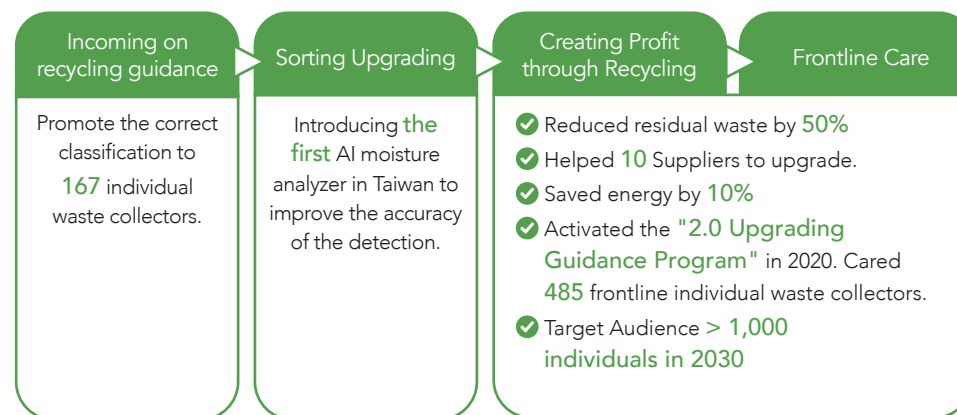 Incoming on
recycling guidance
Promote the correct
classification to
167 individual
waste collectors.
Sorting Upgrading
Introducing the
first AI moisture
analyzer in Taiwan to
improve the accuracy
of the detection.
Creating Profit
through Recycling
Frontline Care
Reduced residual waste by 50%
Helped 10 Suppliers to upgrade.
Saved energy by 10%
Activated the "2.0 Upgrading
Guidance Program" in 2020. Cared
485 frontline individual waste collectors.
Target Audience > 1,000
individuals in 2030